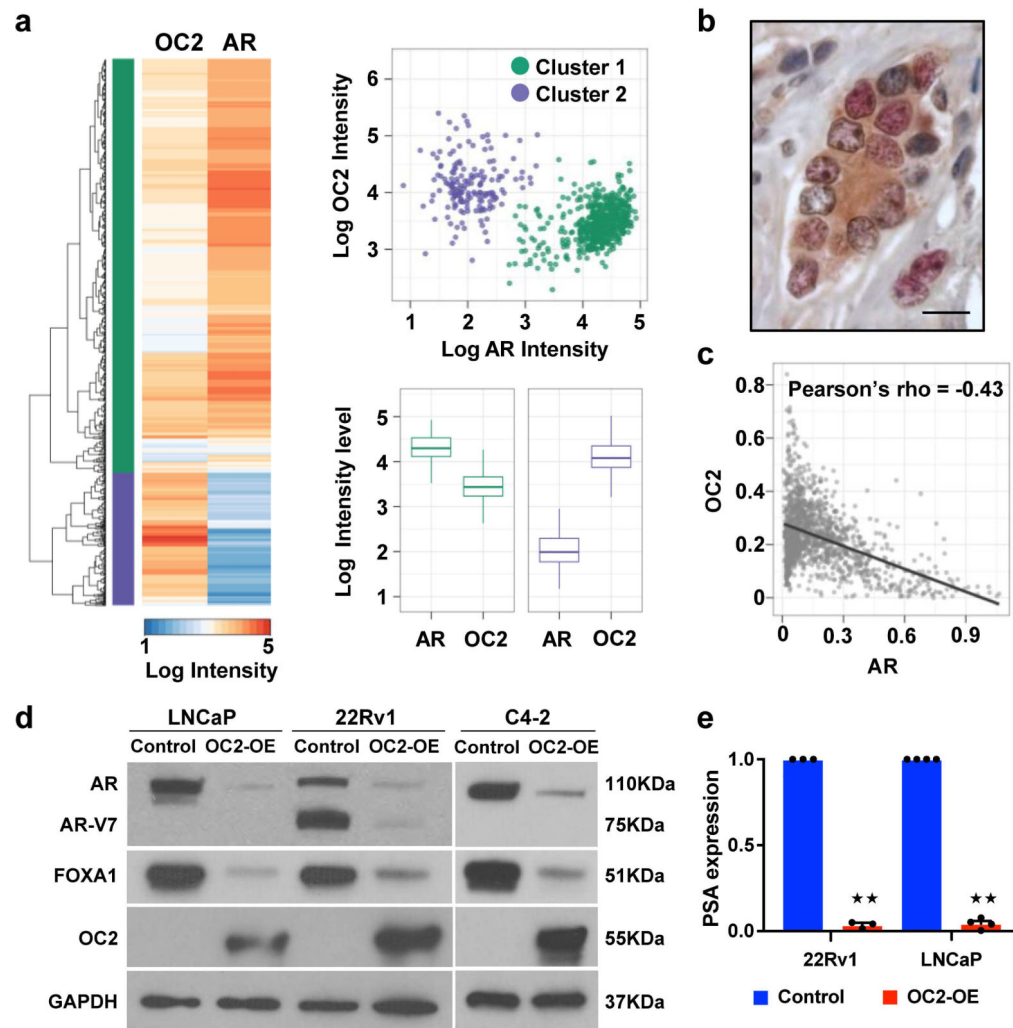 a
OC2 AR
1 5
Log Intensity
Cluster 1
Cluster 2
6
5
4
3
Log OC2 Intensity
1 2 3 4 5
Log AR Intensity
5
4
3
2
1
Log Intensity level
AR OC2 AR OC2
b
c
Pearson's rho = -0.43
0.8
0.6
0.4
0.2
0
OC2
0 0.3 0.6 0.9
AR
d
LNCaP 22Rv1 C4-2
Control OC2-OE Control OC2-OE Control OC2-OE
AR 110KDa
AR-V7 75KDa
FOXA1 51KDa
OC2 55KDa
GAPDH 37KDa
e
1.0
0.5
0.0
PSA expression
★★ ★★
22Rv1 LNCaP
Control OC2-OE